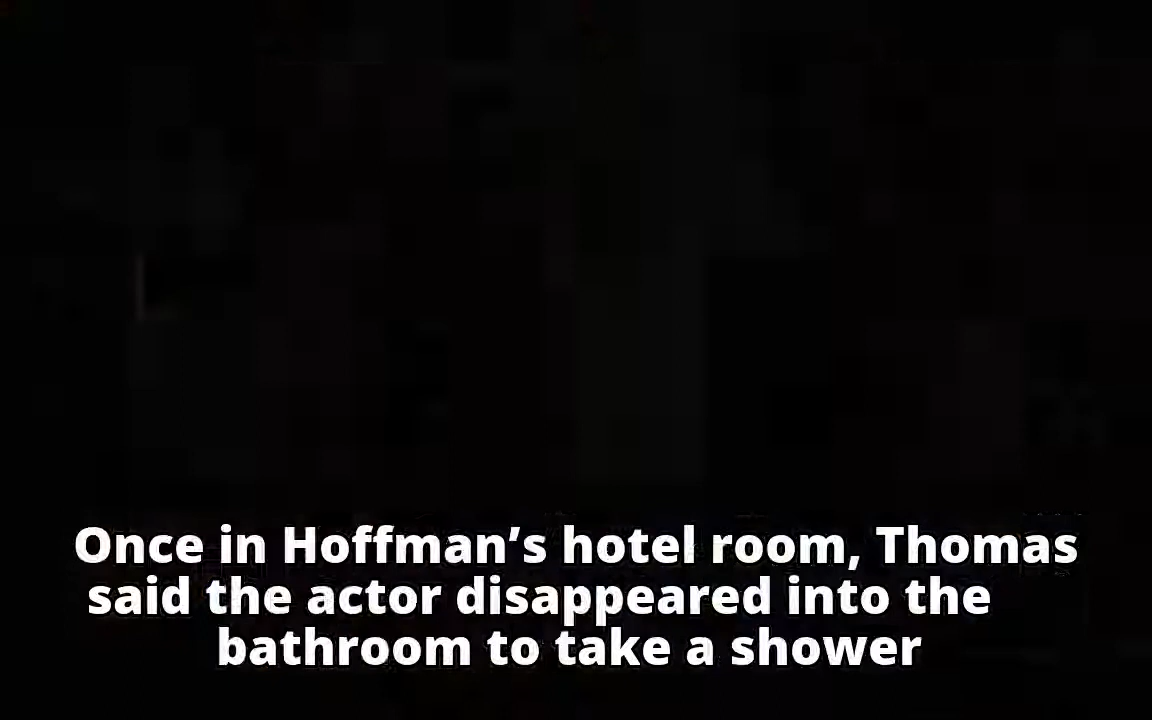 Once in Hoffman’s hotel room, Thomas
said the actor disappeared into the
bathroom to take a shower